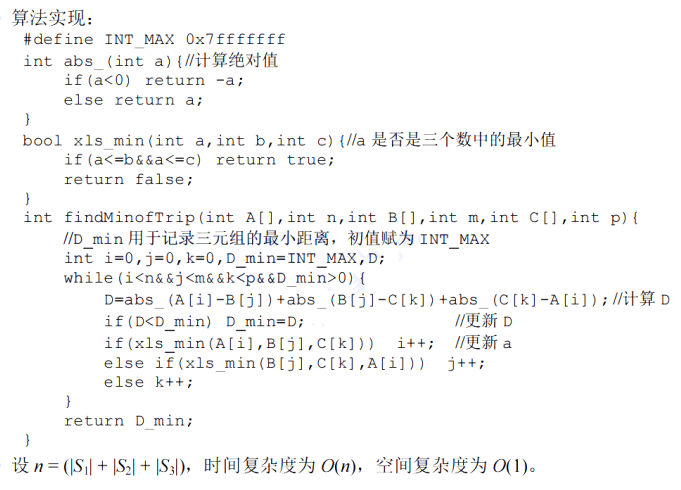 算法实现：
#define INT_MAX 0x7fffffff
int abs_(int a){//计算绝对值
if(a<0) return -a;
else return a;
}
bool xls_min(int a,int b,int c){//a 是否是三个数中的最小值
if(a<=b&&a<=c) return true;
return false;
}
int findMinofTrip(int A[],int n,int B[],int m,int C[],int p){
//D_min 用于记录三元组的最小距离，初值赋为 INT_MAX
int i=0,j=0,k=0,D_min=INT_MAX,D;
while(i<n&&j<m&&k<p&&D_min>0){
D=abs_(A[i]-B[j])+abs_(B[j]-C[k])+abs_(C[k]-A[i]);//计算 D
if(D<D_min) D_min=D; //更新 D
if(xls_min(A[i],B[j],C[k])) i++; //更新 a
else if(xls_min(B[j],C[k],A[i])) j++;
else k++;
}
return D_min;
}
设 n = (|S₁| + |S₂| + |S₃|)，时间复杂度为 O(n)，空间复杂度为 O(1)。